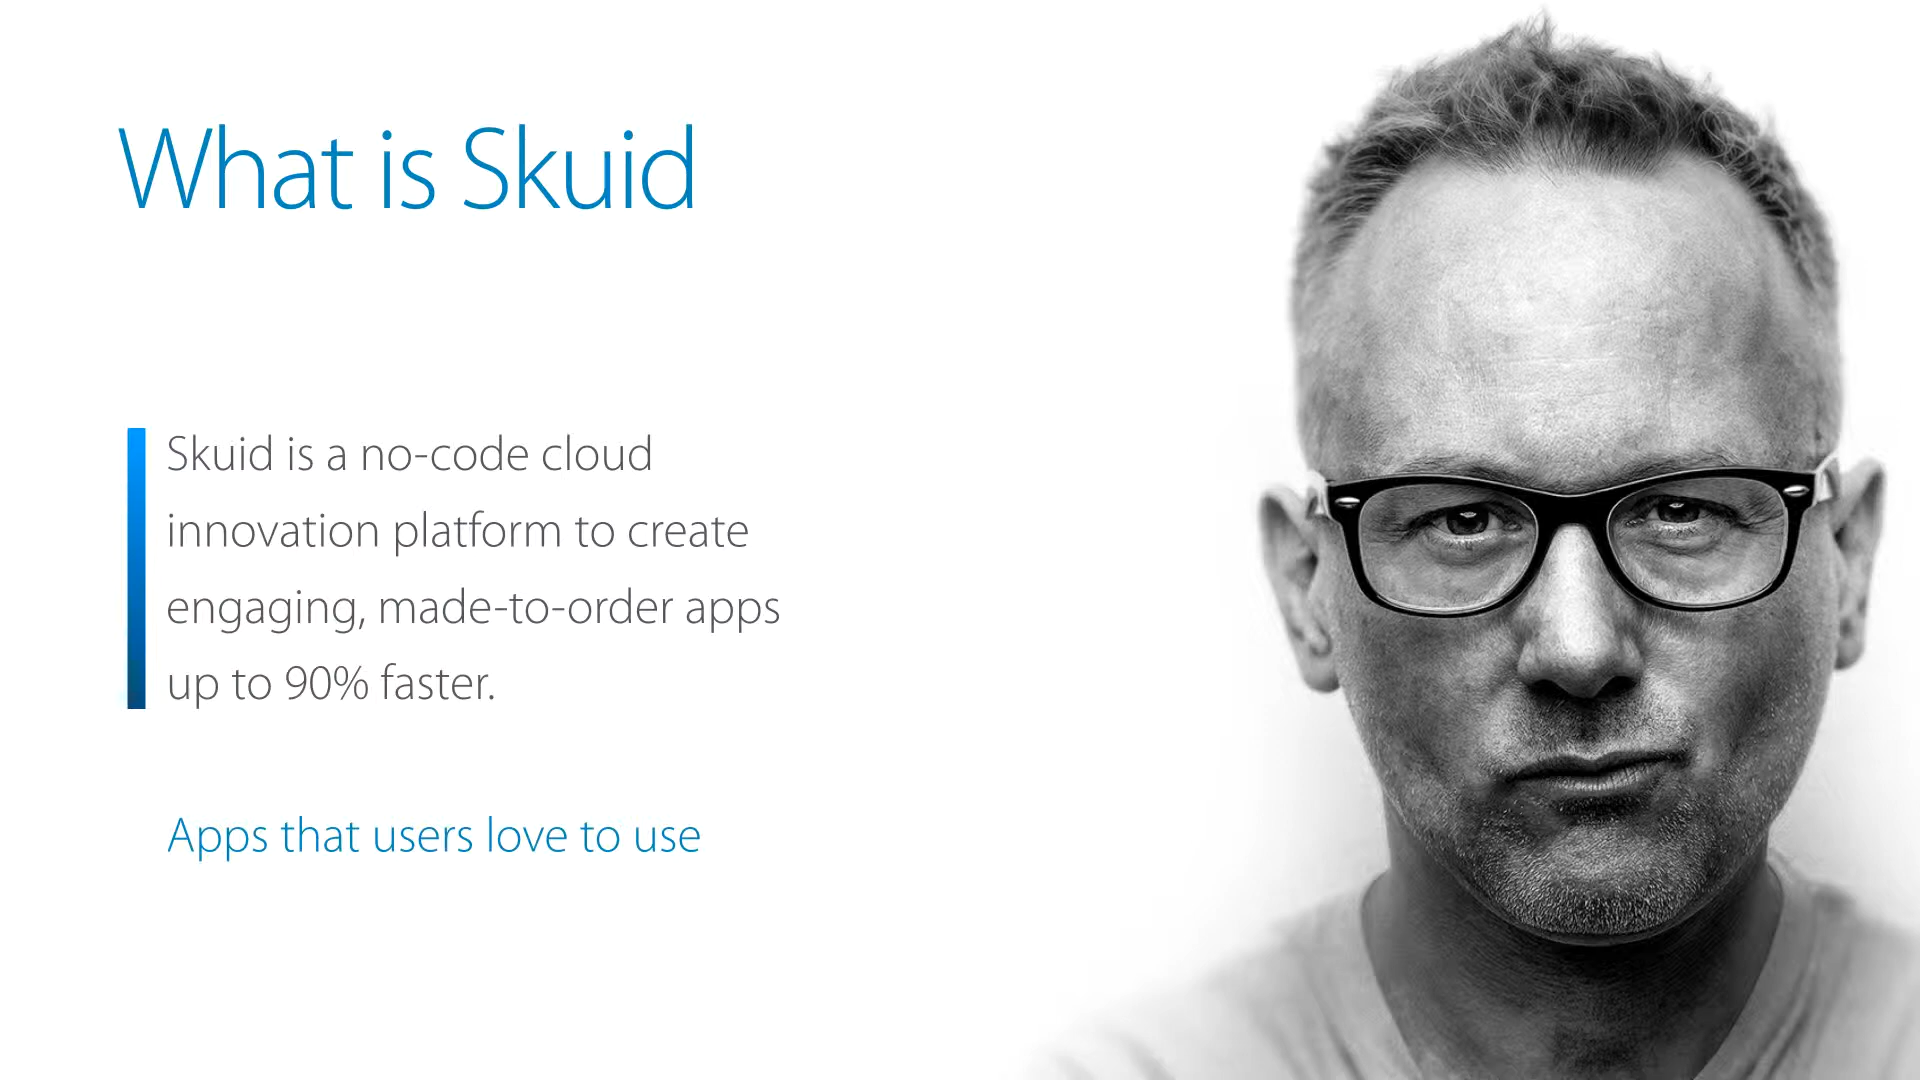 What is Skuid
Skuid is a no-code cloud
innovation platform to create
engaging, made-to-order apps
up to 90% faster.
Apps that users love to use